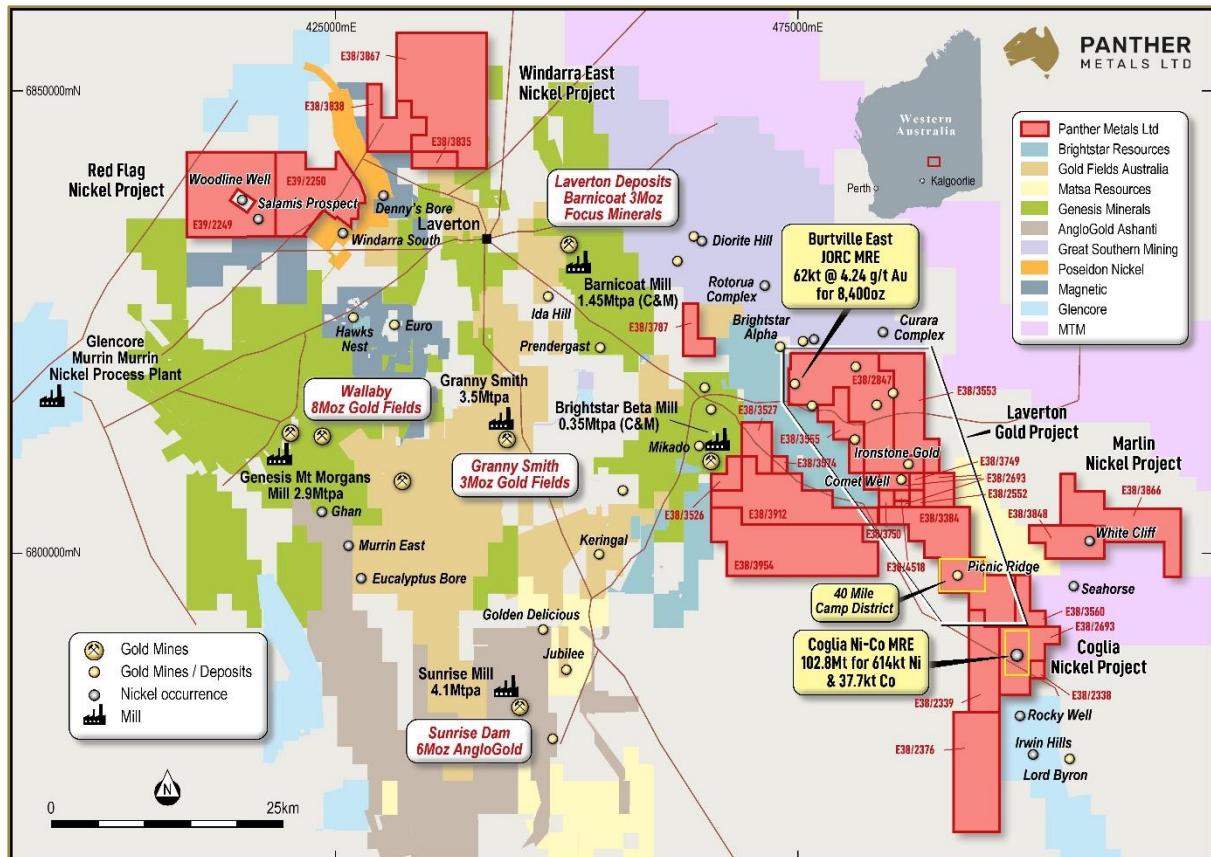 425000mE
475000mE
6850000mN
6800000mN
PANTHER
METALS LTD
Western
Australia
Perth
Kalgoorlie
Panther Metals Ltd
Brightstar Resources
Gold Fields Australia
Matsa Resources
Genesis Minerals
AngloGold Ashanti
Great Southern Mining
Poseidon Nickel
Magnetic
Glencore
MTM
E38/3867
E38/3838
E38/3835
Windarra East
Nickel Project
Red Flag
Nickel Project
Woodline Well
E39/2250
Salamis Prospect
E39/2249
Denny's Bore
Laverton
Windarra South
Laverton Deposits
Barnicoat 3Moz
Focus Minerals
Barnicoat Mill
1.45Mtpa (C&M)
Diorite Hill
Rotorua
Complex
Burtville East
JORC MRE
62kt @ 4.24 g/t Au
for 8,400oz
Ida Hill
Hawks
Nest
Euro
Prendergast
E38/3787
Brightstar
Alpha
Curara
Complex
Glencore
Murrin Murrin
Nickel Process Plant
Wallaby
8Moz Gold Fields
Granny Smith
3.5Mtpa
Brightstar Beta Mill
0.35Mtpa (C&M)
E38/2847
E38/3553
E38/3527
E38/3555
Laverton
Gold Project
Mikado
Ironstone Gold
E38/3574
Granny Smith
3Moz Gold Fields
Genesis Mt Morgans
Mill 2.9Mtpa
Comet Well
E38/3749
E38/2693
E38/2552
Marlin
Nickel Project
E38/3866
Ghan
E38/3526
E38/3912
E38/3384
E38/3750
E38/3848
White Cliff
Murrin East
Keringal
E38/3954
E38/4518
Picnic Ridge
Eucalyptus Bore
40 Mile
Camp District
Seahorse
Golden Delicious
E38/3560
E38/2693
Jubilee
Coglia Ni-Co MRE
102.8Mt for 614kt Ni
& 37.7kt Co
Coglia
Nickel Project
Sunrise Mill
4.1Mtpa
E38/2339
E38/2338
Sunrise Dam
6Moz AngloGold
E38/2376
Rocky Well
Irwin Hills
Lord Byron
Gold Mines
Gold Mines / Deposits
Nickel occurrence
Mill
N
0
25km